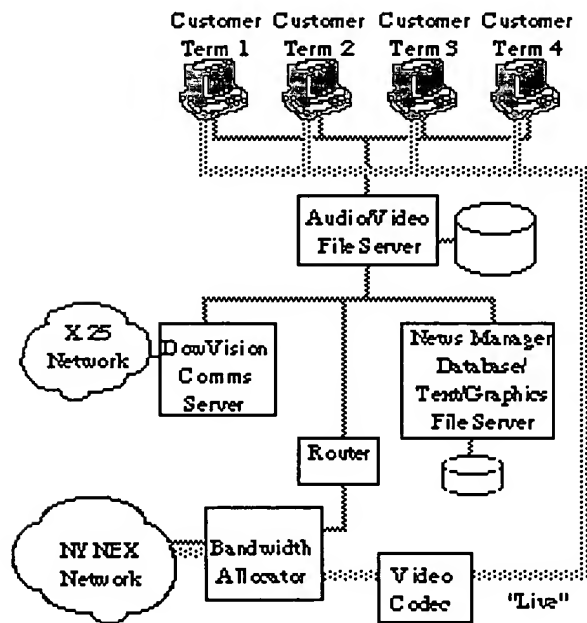 Customer Customer Customer Customer
Term 1 Term 2 Term 3 Term 4
Audio/Video
File Server
X.25
Network
DowVision
Comms
Server
News Manager
Database/
Text/Graphics
File Server
Router
NYNEX
Network
Bandwidth
Allocator
Video
Codec
"Live"